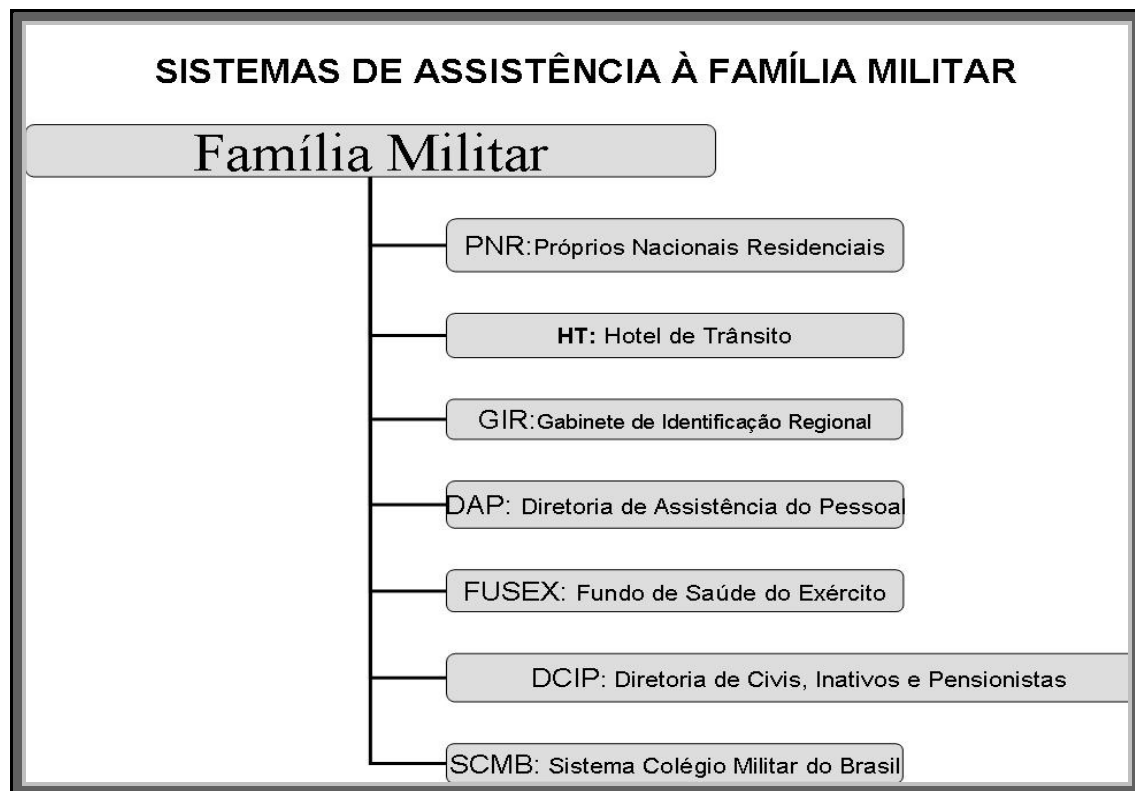 SISTEMAS DE ASSISTÊNCIA À FAMÍLIA MILITAR
Família Militar
PNR:Próprios Nacionais Residenciais
HT: Hotel de Trânsito
GIR:Gabinete de Identificação Regional
DAP: Diretoria de Assistência do Pessoal
FUSEX: Fundo de Saúde do Exército
DCIP: Diretoria de Civis, Inativos e Pensionistas
SCMB: Sistema Colégio Militar do Brasil